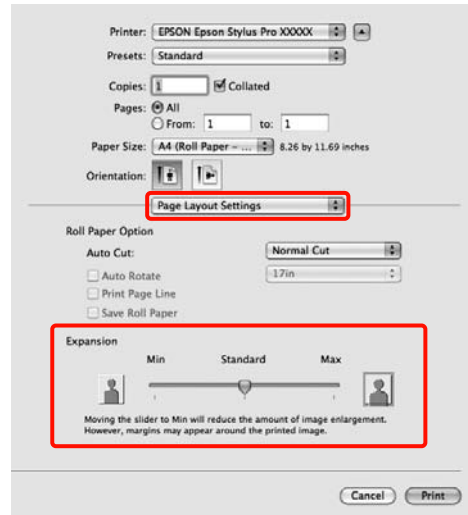 Printer: EPSON Epson Stylus Pro XXXXX
Presets: Standard
Copies: 1 Collated
Pages: All
From: 1 to: 1
Paper Size: A4 (Roll Paper – ... 8.26 by 11.69 inches
Orientation:
Page Layout Settings
Roll Paper Option
Auto Cut: Normal Cut
Auto Rotate 17in
Print Page Line
Save Roll Paper
Expansion
Min Standard Max
Moving the slider to Min will reduce the amount of image enlargement.
However, margins may appear around the printed image.
Cancel Print